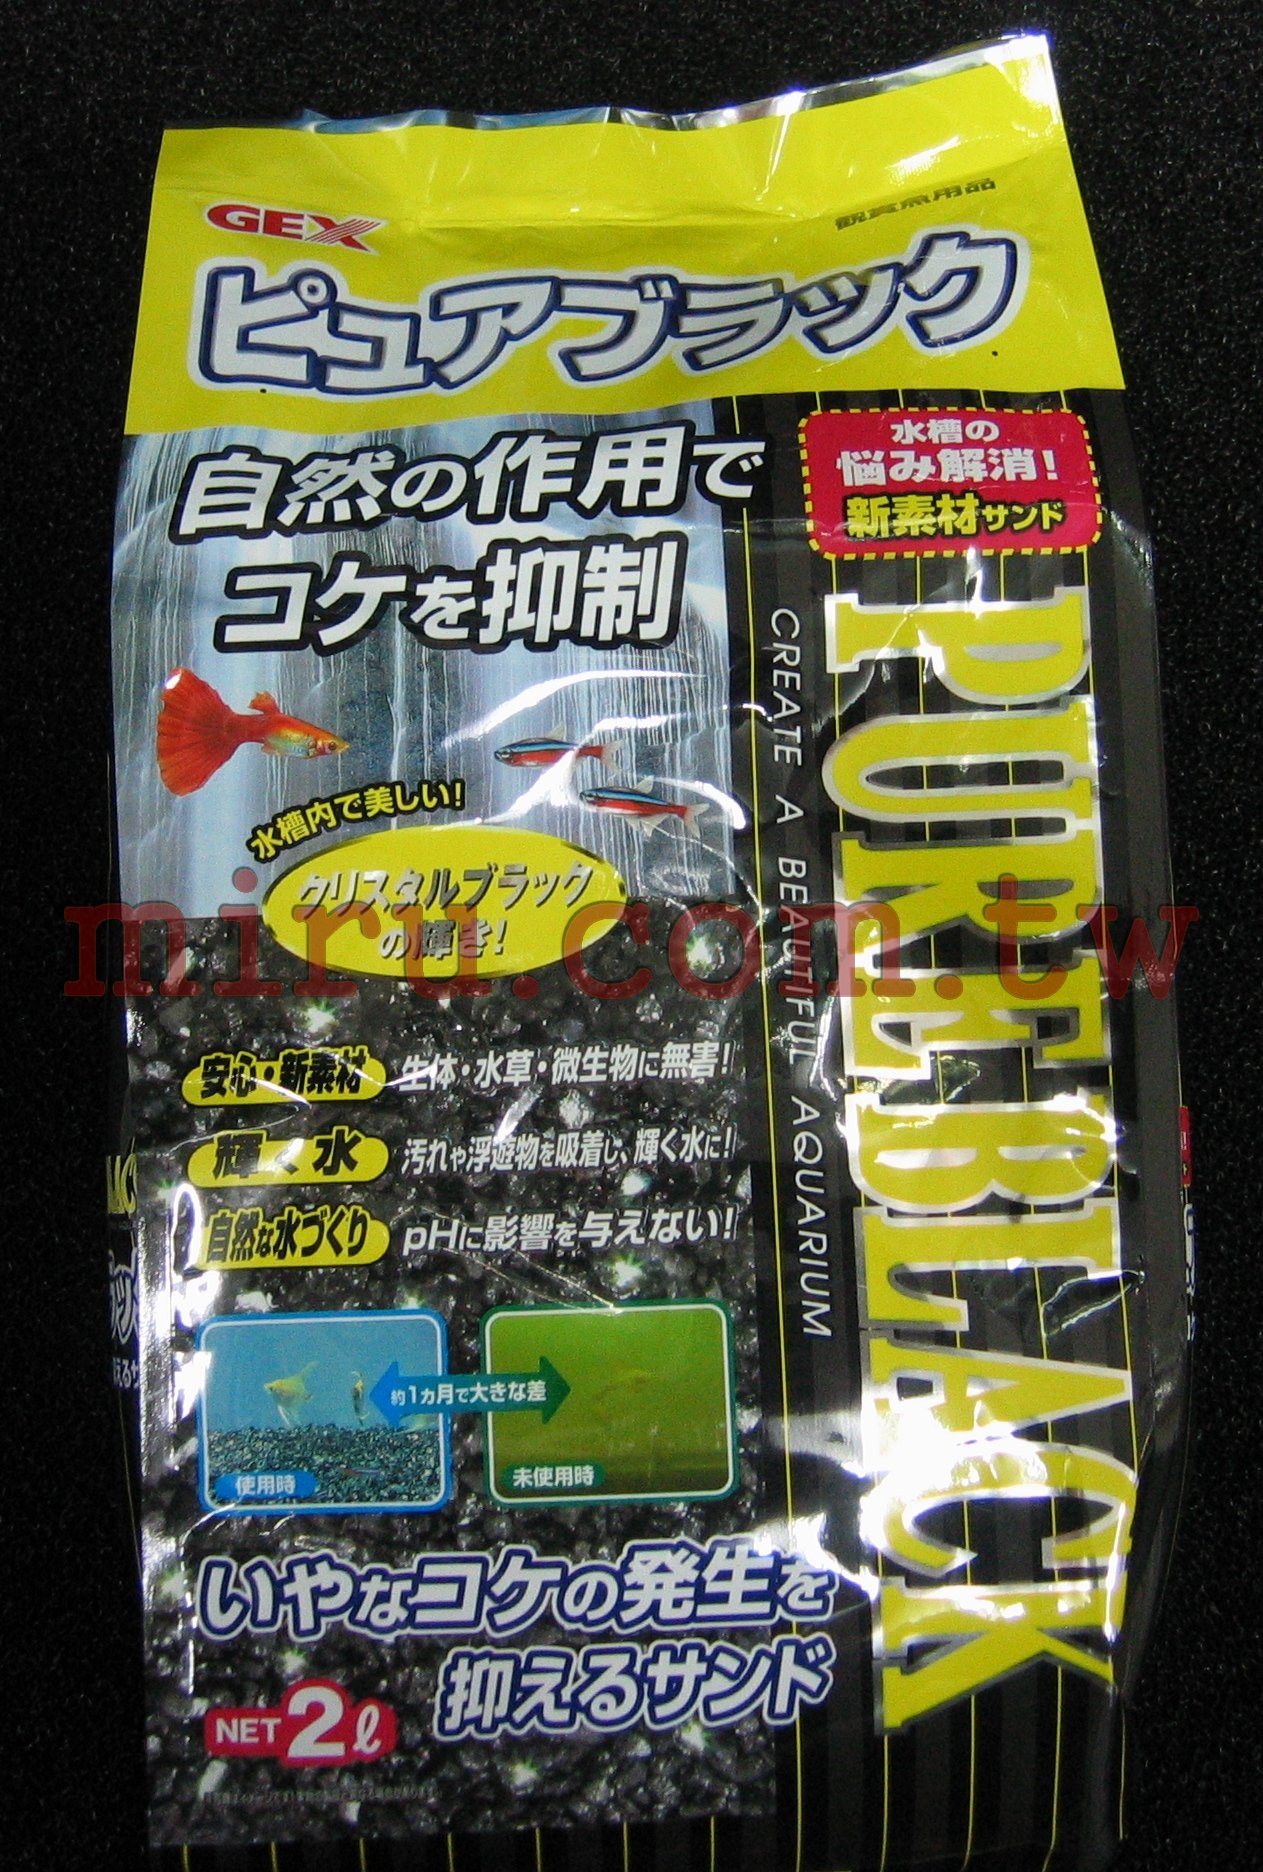 GEX
観賞魚用品
ピュアブラック
自然の作用で
コケを抑制
水槽の
悩み解消!
新素材サンド
PURE BLACK
CREATE A BEAUTIFUL AQUARIUM
水槽内で美しい!
クリスタルブラック
の輝き!
miru.com.tw
安心・新素材 生体・水草・微生物に無害!
輝く水 汚れや浮遊物を吸着し、輝く水に!
自然な水づくり pHに影響を与えない!
約1カ月で大きな差
使用時
未使用時
いやなコケの発生を
抑えるサンド
NET 2ℓ